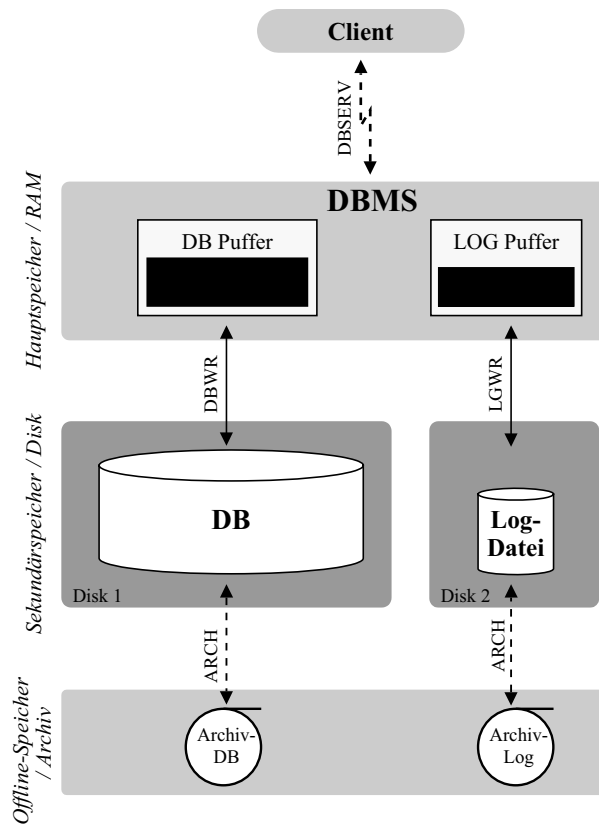 Client
DBSERV
Hauptspeicher / RAM
DBMS
DB Puffer
LOG Puffer
DBWR
LGWR
Sekundärspeicher / Disk
DB
Log-
Datei
Disk 1
Disk 2
ARCH
ARCH
Offline-Speicher
/ Archiv
Archiv-
DB
Archiv-
Log